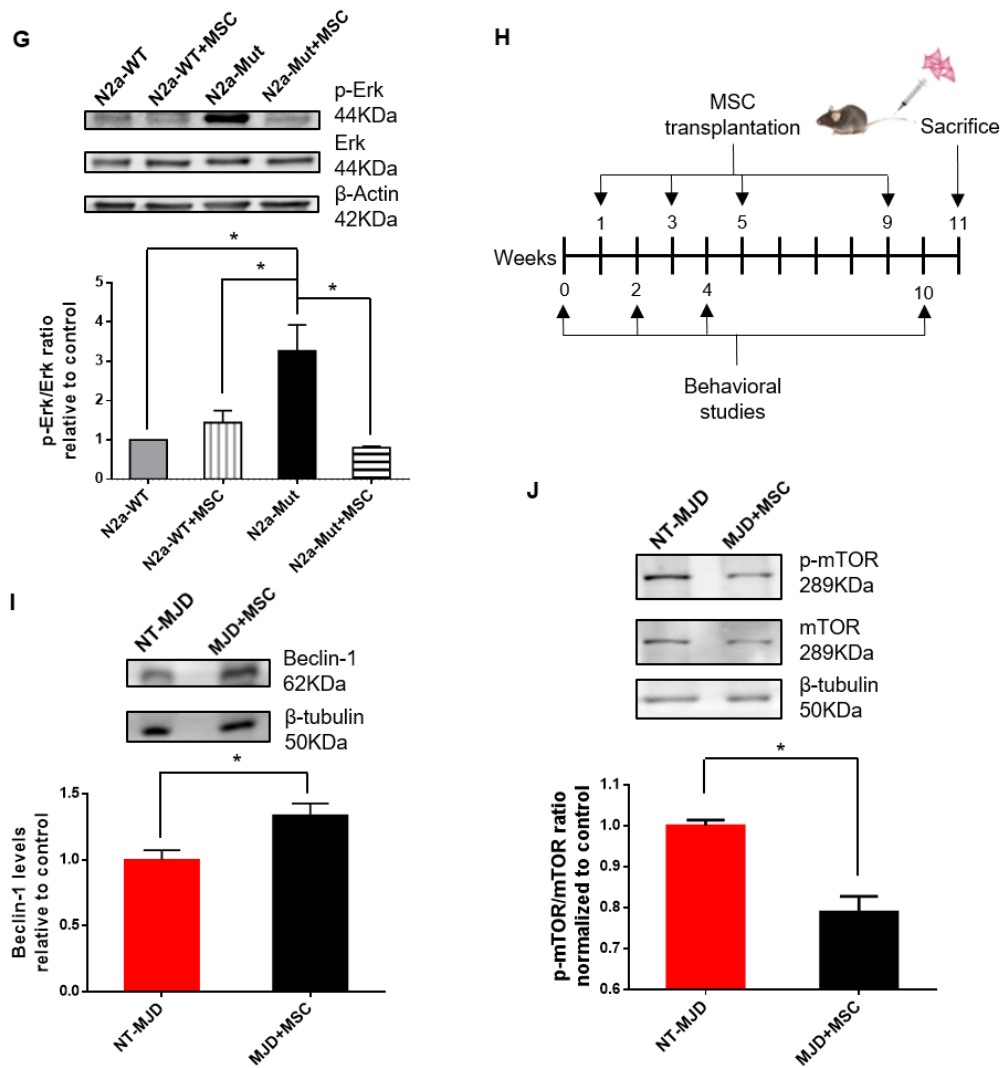 G
N2a-WT
N2a-WT+MSC
N2a-Mut
N2a-Mut+MSC
p-Erk
44KDa
Erk
44KDa
β-Actin
42KDa
*
*
*
p-Erk/Erk ratio
relative to control
5
4
3
2
1
0
N2a-WT
N2a-WT+MSC
N2a-Mut
N2a-Mut+MSC
H
MSC
transplantation
Sacrifice
1
3
5
9
11
Weeks
0
2
4
10
Behavioral
studies
I
NT-MJD
MJD+MSC
Beclin-1
62KDa
β-tubulin
50KDa
*
Beclin-1 levels
relative to control
1.5
1.0
0.5
0.0
NT-MJD
MJD+MSC
J
NT-MJD
MJD+MSC
p-mTOR
289KDa
mTOR
289KDa
β-tubulin
50KDa
*
p-mTOR/mTOR ratio
normalized to control
1.1
1.0
0.9
0.8
0.7
0.6
NT-MJD
MJD+MSC